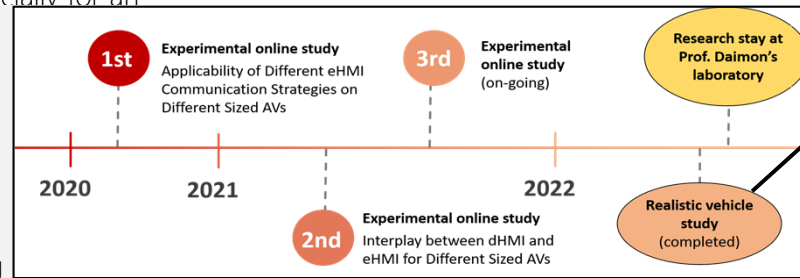 1st
Experimental online study
Applicability of Different eHMI
Communication Strategies on
Different Sized AVs
3rd
Experimental
online study
(on-going)
Research stay at
Prof. Daimon's
laboratory
2020
2021
2022
2nd
Experimental online study
Interplay between dHMI and
eHMI for Different Sized AVs
Realistic vehicle
study
(completed)